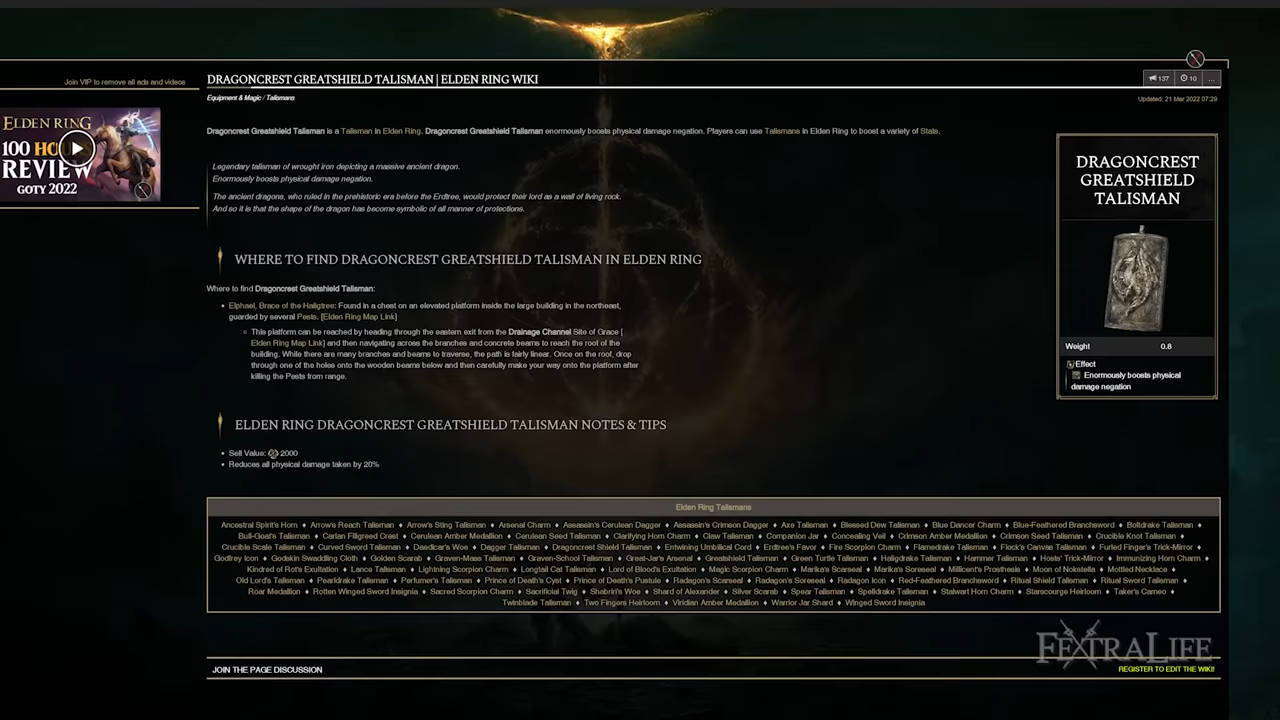 Join VIP to remove all ads and videos
ELDEN RING
REVIEW
GOTY 2022
DRAGONCREST GREATSHIELD TALISMAN | ELDEN RING WIKI
137
10
...
Equipment & Magic / Talismans
Updated: 21 Mar 2022 07:29
Dragoncrest Greatshield Talisman is a Talisman in Elden Ring. Dragoncrest Greatshield Talisman enormously boosts physical damage negation. Players can use Talismans in Elden Ring to boost a variety of Stats.
Legendary talisman of wrought iron depicting a massive ancient dragon.
Enormously boosts physical damage negation.
The ancient dragons, who ruled in the prehistoric era before the Erdtree, would protect their lord as a wall of living rock.
And so it is that the shape of the dragon has become symbolic of all manner of protections.
DRAGONCREST
GREATSHIELD
TALISMAN
Weight 0.8
Effect
Enormously boosts physical
damage negation
WHERE TO FIND DRAGONCREST GREATSHIELD TALISMAN IN ELDEN RING
Where to find Dragoncrest Greatshield Talisman:
Elphael, Brace of the Haligtree: Found in a chest on an elevated platform inside the large building in the northeast,
guarded by several Pests. [Elden Ring Map Link]
This platform can be reached by heading through the eastern exit from the Drainage Channel Site of Grace [
Elden Ring Map Link] and then navigating across the branches and concrete beams to reach the roof of the
building. While there are many branches and beams to traverse, the path is fairly linear. Once on the roof, drop
through one of the holes onto the wooden beams below and then carefully make your way onto the platform after
killing the Pests from range.
ELDEN RING DRAGONCREST GREATSHIELD TALISMAN NOTES & TIPS
Sell Value: 2000
Reduces all physical damage taken by 20%
Elden Ring Talismans
Ancestral Spirit's Horn ♦ Arrow's Reach Talisman ♦ Arrow's Sting Talisman ♦ Arsenal Charm ♦ Assassin's Cerulean Dagger ♦ Assassin's Crimson Dagger ♦ Axe Talisman ♦ Blessed Dew Talisman ♦ Blue Dancer Charm ♦ Blue-Feathered Branchsword ♦ Boltdrake Talisman ♦
Bull-Goat's Talisman ♦ Carian Filigreed Crest ♦ Cerulean Amber Medallion ♦ Cerulean Seed Talisman ♦ Clarifying Horn Charm ♦ Claw Talisman ♦ Companion Jar ♦ Concealing Veil ♦ Crimson Amber Medallion ♦ Crimson Seed Talisman ♦ Crucible Knot Talisman ♦
Crucible Scale Talisman ♦ Curved Sword Talisman ♦ Daedicar's Woe ♦ Dagger Talisman ♦ Dragoncrest Shield Talisman ♦ Entwining Umbilical Cord ♦ Erdtree's Favor ♦ Fire Scorpion Charm ♦ Flamedrake Talisman ♦ Flock's Canvas Talisman ♦ Furled Finger's Trick-Mirror ♦
Godfrey Icon ♦ Godskin Swaddling Cloth ♦ Golden Scarab ♦ Graven-Mass Talisman ♦ Graven-School Talisman ♦ Great-Jar's Arsenal ♦ Greatshield Talisman ♦ Green Turtle Talisman ♦ Haligdrake Talisman ♦ Hammer Talisman ♦ Hosts' Trick-Mirror ♦ Immunizing Horn Charm ♦
Kindred of Rot's Exultation ♦ Lance Talisman ♦ Lightning Scorpion Charm ♦ Longtail Cat Talisman ♦ Lord of Blood's Exultation ♦ Magic Scorpion Charm ♦ Marika's Scarseal ♦ Marika's Soreseal ♦ Millicent's Prosthesis ♦ Moon of Nokstella ♦ Mottled Necklace ♦
Old Lord's Talisman ♦ Pearldrake Talisman ♦ Perfumer's Talisman ♦ Prince of Death's Cyst ♦ Prince of Death's Pustule ♦ Radagon's Scarseal ♦ Radagon's Soreseal ♦ Radagon Icon ♦ Red-Feathered Branchsword ♦ Ritual Shield Talisman ♦ Ritual Sword Talisman ♦
Roar Medallion ♦ Rotten Winged Sword Insignia ♦ Sacred Scorpion Charm ♦ Sacrificial Twig ♦ Shabriri's Woe ♦ Shard of Alexander ♦ Silver Scarab ♦ Spear Talisman ♦ Spelldrake Talisman ♦ Stalwart Horn Charm ♦ Starscourge Heirloom ♦ Taker's Cameo ♦
Twinblade Talisman ♦ Two Fingers Heirloom ♦ Viridian Amber Medallion ♦ Warrior Jar Shard ♦ Winged Sword Insignia
FEXTRALIFE
JOIN THE PAGE DISCUSSION
REGISTER TO EDIT THE WIKI!